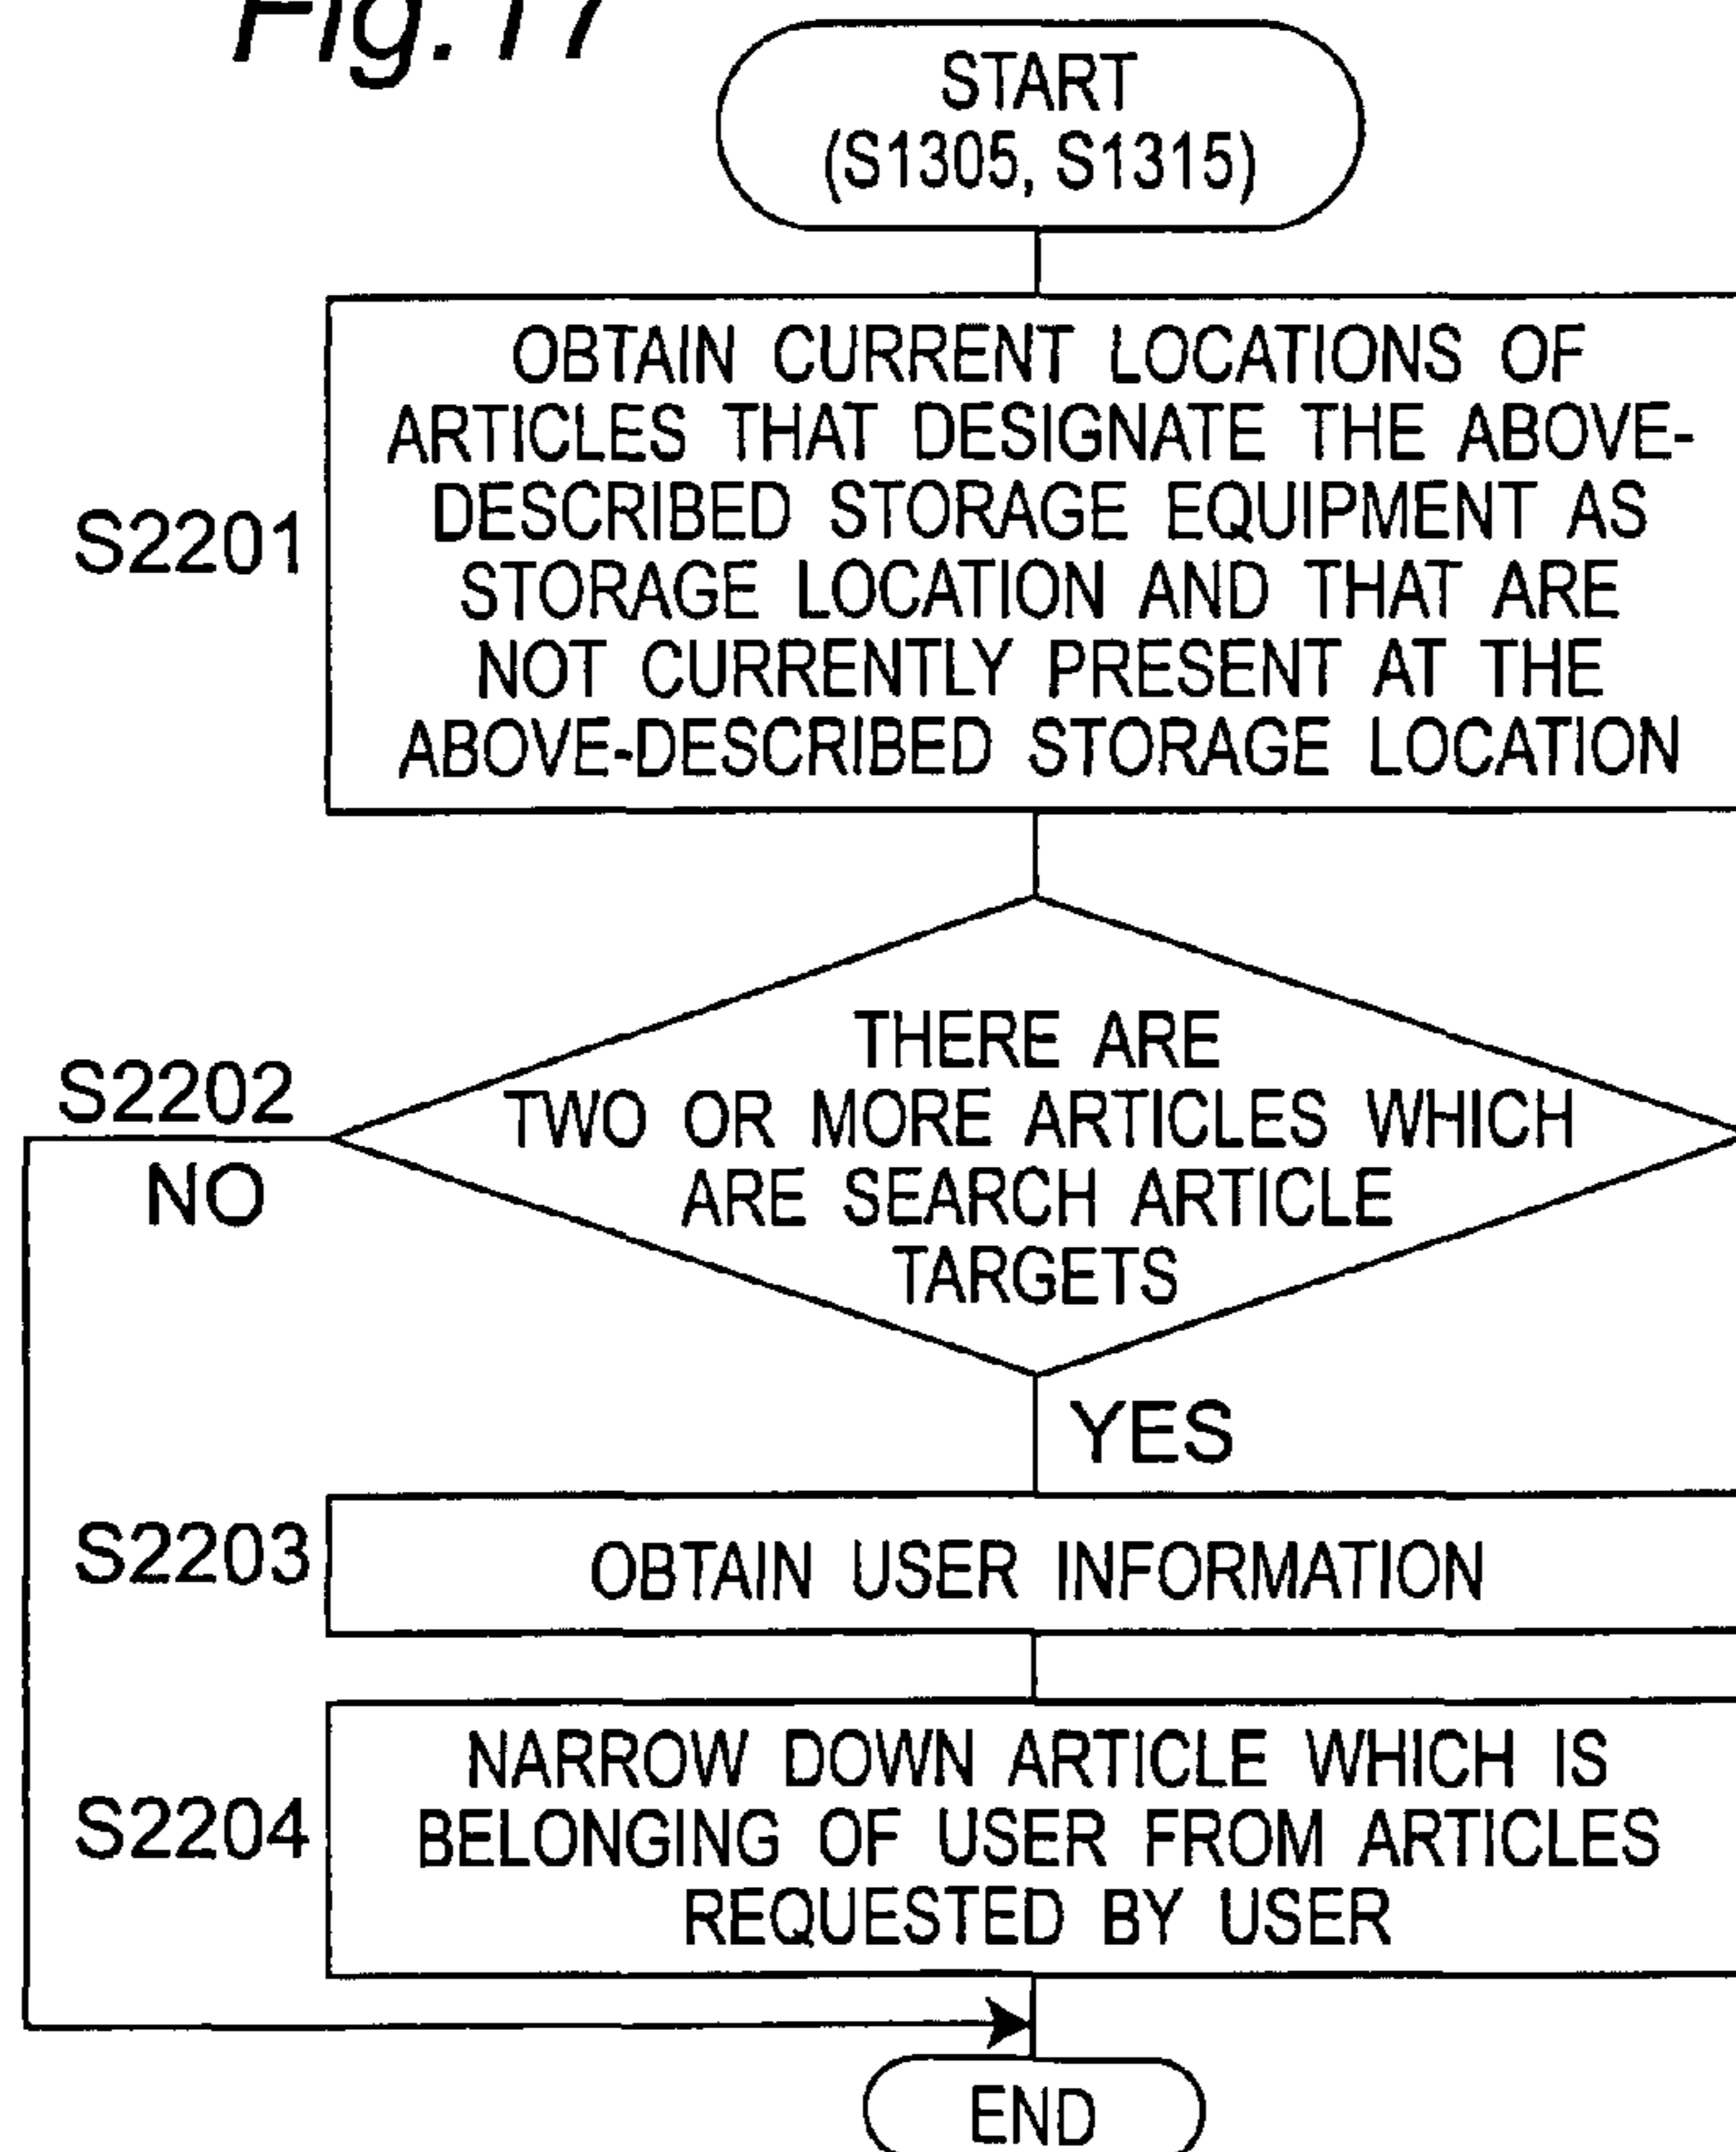 Fig. 17
START
(S1305, S1315)
S2201
OBTAIN CURRENT LOCATIONS OF
ARTICLES THAT DESIGNATE THE ABOVE-
DESCRIBED STORAGE EQUIPMENT AS
STORAGE LOCATION AND THAT ARE
NOT CURRENTLY PRESENT AT THE
ABOVE-DESCRIBED STORAGE LOCATION
S2202
THERE ARE
TWO OR MORE ARTICLES WHICH
ARE SEARCH ARTICLE
TARGETS
NO
YES
S2203
OBTAIN USER INFORMATION
S2204
NARROW DOWN ARTICLE WHICH IS
BELONGING OF USER FROM ARTICLES
REQUESTED BY USER
END